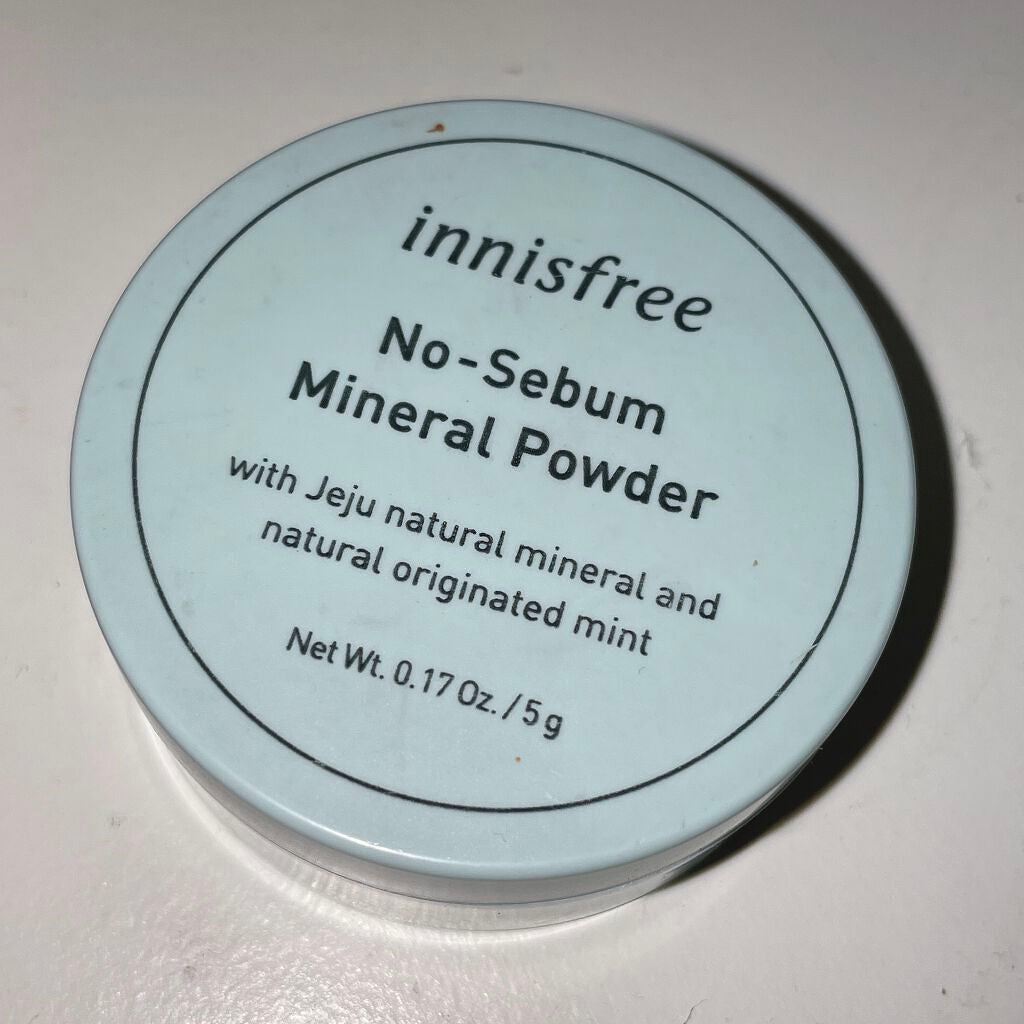 innisfree
No-Sebum
Mineral Powder
with Jeju natural mineral and
natural originated mint
Net Wt. 0.17 Oz. / 5 g